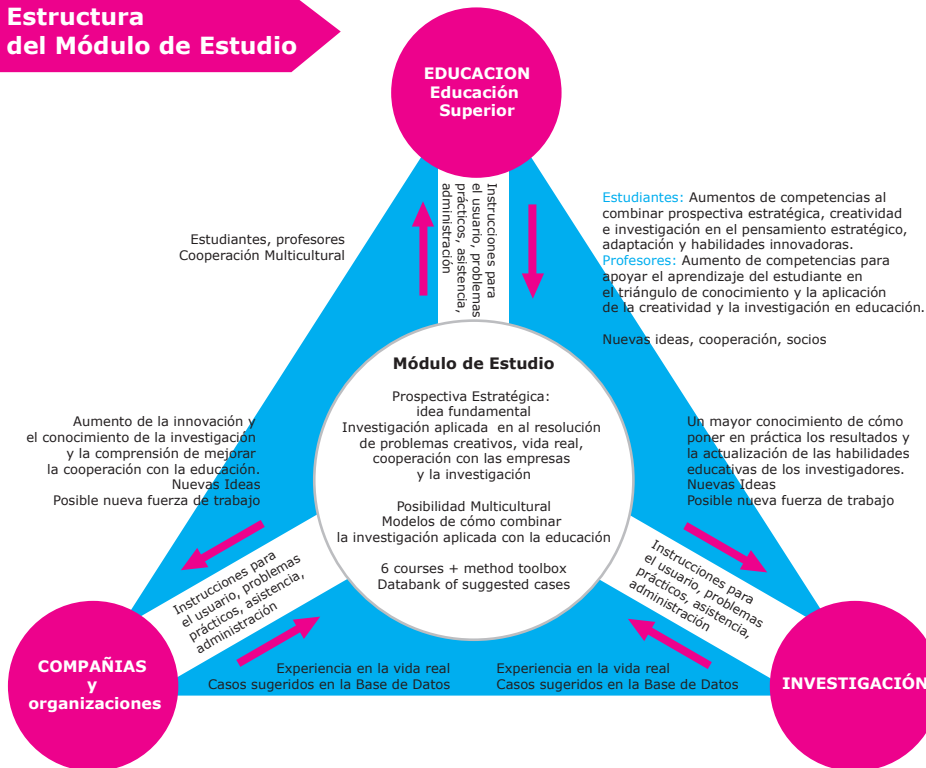 Estructura
del Módulo de Estudio
EDUCACION
Educación
Superior
Instrucciones para
el usuario, problemas
prácticos, asistencia,
administración
Estudiantes, profesores
Cooperación Multicultural
Estudiantes: Aumentos de competencias al
combinar prospectiva estratégica, creatividad
e investigación en el pensamiento estratégico,
adaptación y habilidades innovadoras.
Profesores: Aumento de competencias para
apoyar el aprendizaje del estudiante en
el triángulo de conocimiento y la aplicación
de la creatividad y la investigación en educación.
Nuevas ideas, cooperación, socios
Módulo de Estudio
Prospectiva Estratégica:
idea fundamental
Investigación aplicada en al resolución
de problemas creativos, vida real,
cooperación con las empresas
y la investigación
Posibilidad Multicultural
Modelos de cómo combinar
la investigación aplicada con la educación
6 courses + method toolbox
Databank of suggested cases
Aumento de la innovación y
el conocimiento de la investigación
y la comprensión de mejorar
la cooperación con la educación.
Nuevas Ideas
Posible nueva fuerza de trabajo
Un mayor conocimiento de cómo
poner en práctica los resultados y
la actualización de las habilidades
educativas de los investigadores.
Nuevas Ideas
Posible nueva fuerza de trabajo
Instrucciones para
el usuario, problemas
prácticos, asistencia,
administración
Instrucciones para
el usuario, problemas
prácticos, asistencia,
administración
COMPAÑIAS
y
organizaciones
Experiencia en la vida real
Casos sugeridos en la Base de Datos
Experiencia en la vida real
Casos sugeridos en la Base de Datos
INVESTIGACIÓN